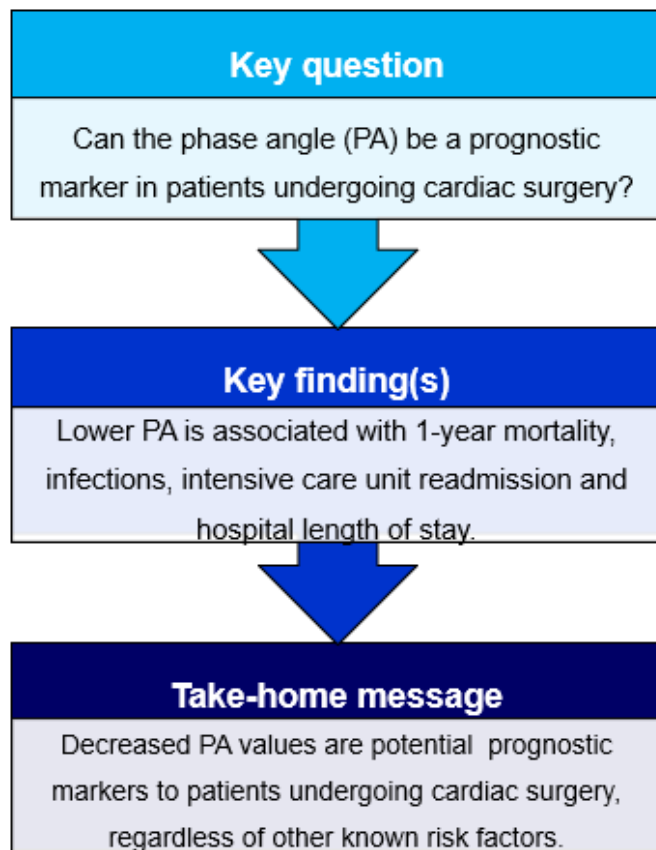 Key question
Can the phase angle (PA) be a prognostic
marker in patients undergoing cardiac surgery?
Key finding(s)
Lower PA is associated with 1-year mortality,
infections, intensive care unit readmission and
hospital length of stay.
Take-home message
Decreased PA values are potential  prognostic
markers to patients undergoing cardiac surgery,
regardless of other known risk factors.